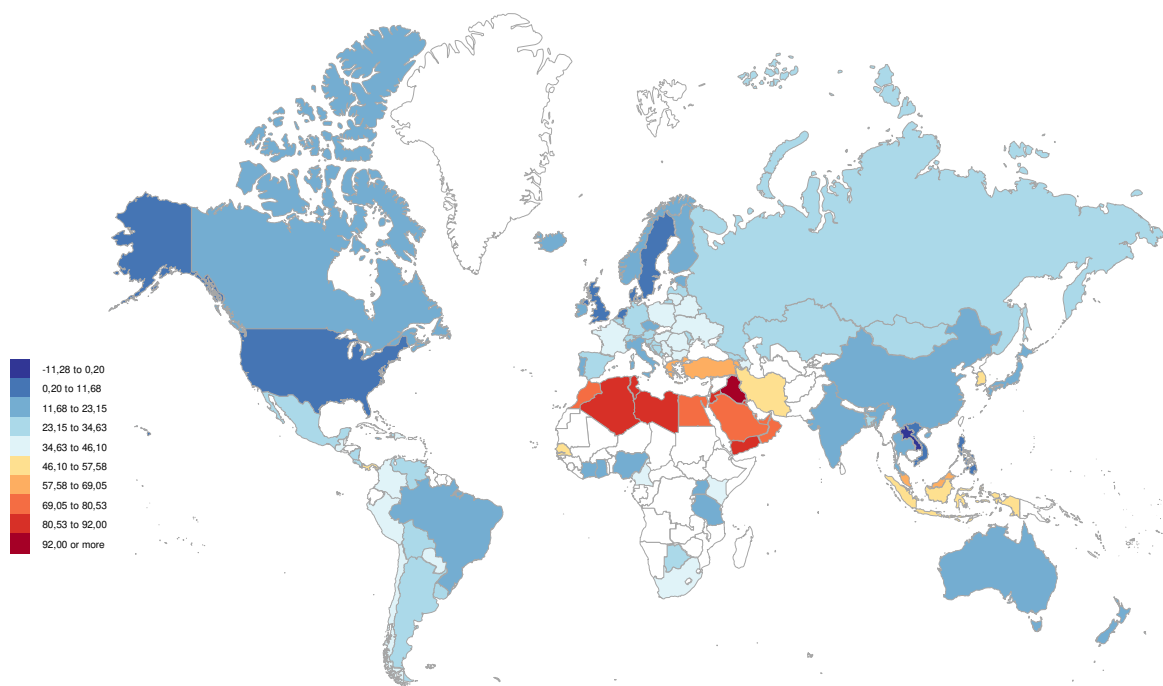 -11,28 to 0,20
0,20 to 11,68
11,68 to 23,15
23,15 to 34,63
34,63 to 46,10
46,10 to 57,58
57,58 to 69,05
69,05 to 80,53
80,53 to 92,00
92,00 or more